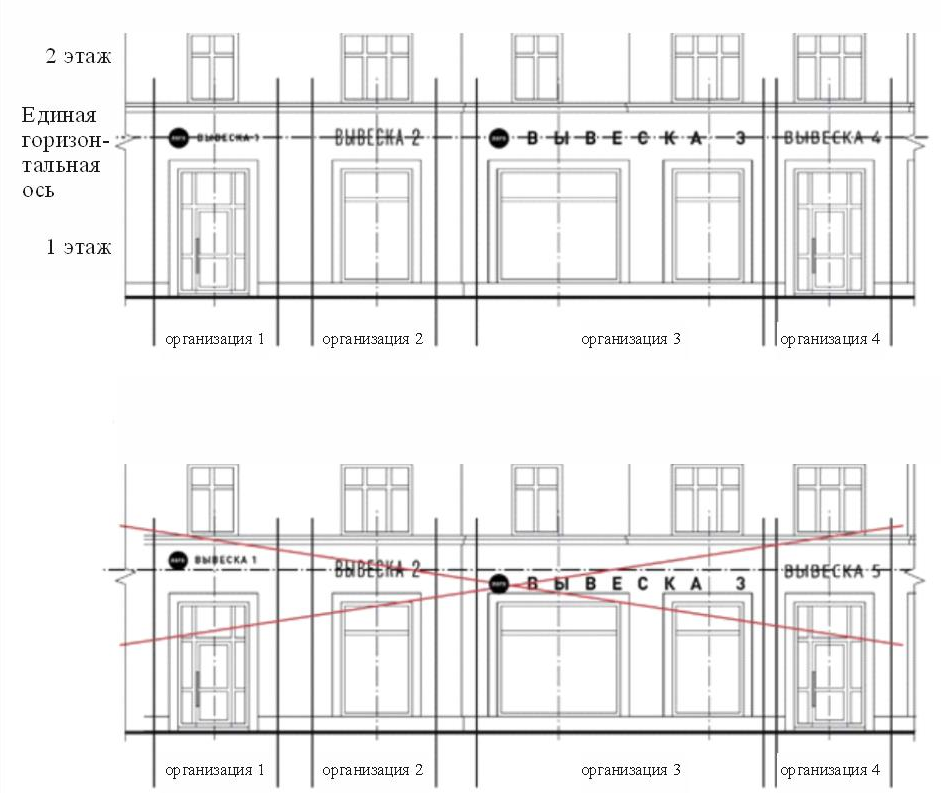 2 этаж
Единая
горизон-
тальная
ось
ВЫВЕСКА 1
ВЫВЕСКА 2
ВЫВЕСКА 3
ВЫВЕСКА 4
1 этаж
организация 1
организация 2
организация 3
организация 4
ВЫВЕСКА 1
ВЫВЕСКА 2
ВЫВЕСКА 3
ВЫВЕСКА 5
организация 1
организация 2
организация 3
организация 4